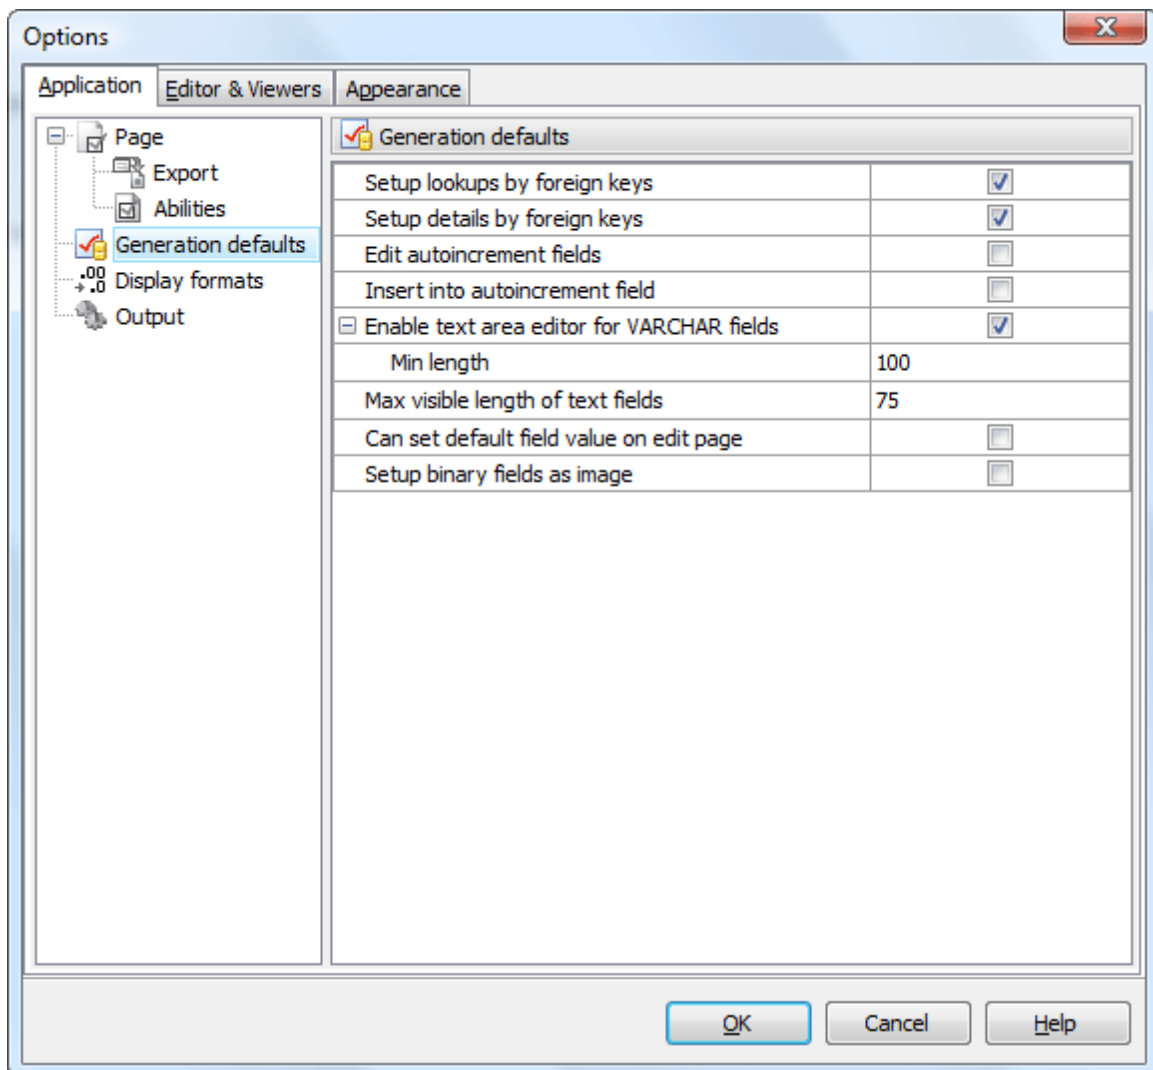 Options
Application Editor & Viewers Appearance
Page
Export
Abilities
Generation defaults
Display formats
Output
Generation defaults
Setup lookups by foreign keys
Setup details by foreign keys
Edit autoincrement fields
Insert into autoincrement field
Enable text area editor for VARCHAR fields
Min length 100
Max visible length of text fields 75
Can set default field value on edit page
Setup binary fields as image
OK Cancel Help